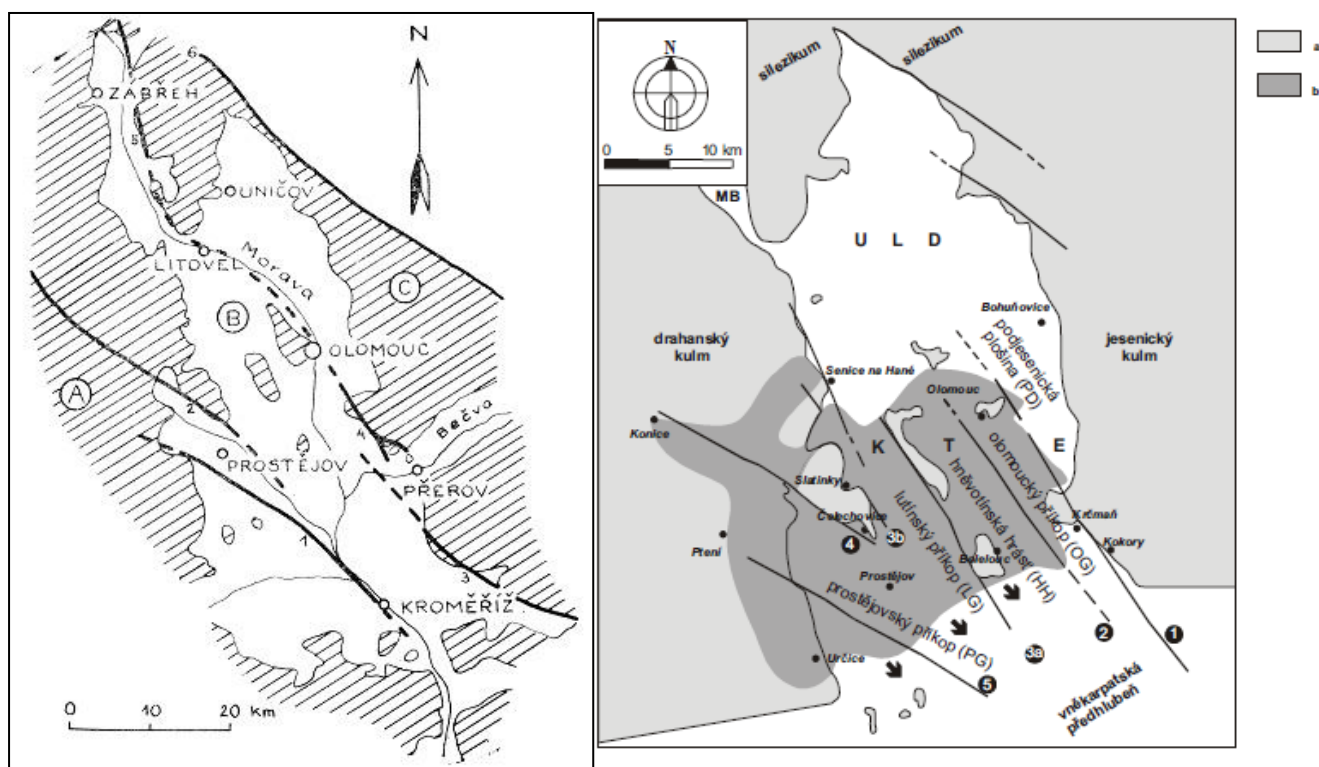 N
6
ZÁBŘEH
5
UNIČOV
LITOVEL
Morava
C
B
OLOMOUC
A
2
4
Bečva
PROSTĚJOV
PŘEROV
1
3
KROMĚŘÍŽ
0 10 20 KM
N
0 5 10 km
silezikum
silezikum
MB
U L D
Bohuňovice
drahanský
kulm
jesenický
kulm
podjesenická
plošina (PD)
Senice na Hané
Olomouc
Konice
K T E
olomoucký příkop (OG)
hněvotínská hrásť (HH)
lutínský příkop (LG)
Slatinky
Čelechovice
Krčmaň
Kokory
4
3b
Ptení
Bolelouc
Prostějov
prostějovský příkop (PG)
1
2
3a
Určice
5
vněkarpatská
předhlubeň
a
b